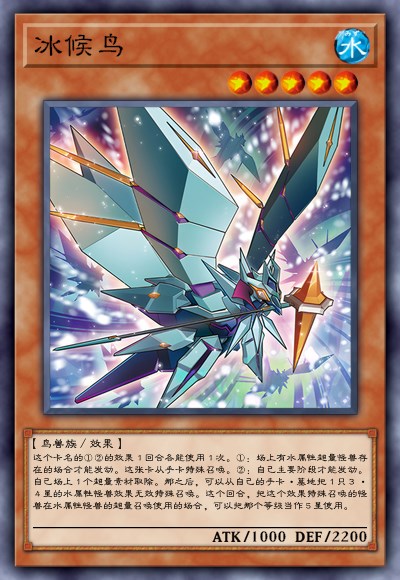 冰候鸟
水
【鸟兽族/效果】
这个卡名的①②的效果1回合各能使用1次。①：场上有水属性超量怪兽存
在的场合才能发动。这张卡从手卡特殊召唤。②：自己主要阶段才能发动。
自己场上1个超量素材取除。那之后，可以从自己的手卡・墓地把1只3・
4星的水属性怪兽效果无效特殊召唤。这个回合，把这个效果特殊召唤的怪
兽在水属性怪兽的超量召唤使用的场合，可以把那个等级当作5星使用。
ATK/1000 DEF/2200